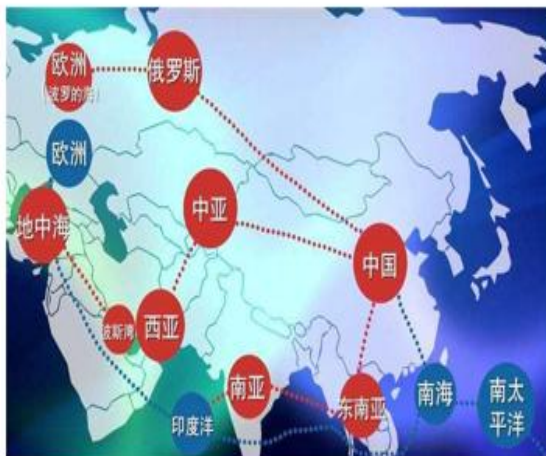 欧洲
(波罗的海)
俄罗斯
欧洲
中亚
地中海
中国
波斯湾
西亚
南亚
东南亚
南海
南太
平洋
印度洋